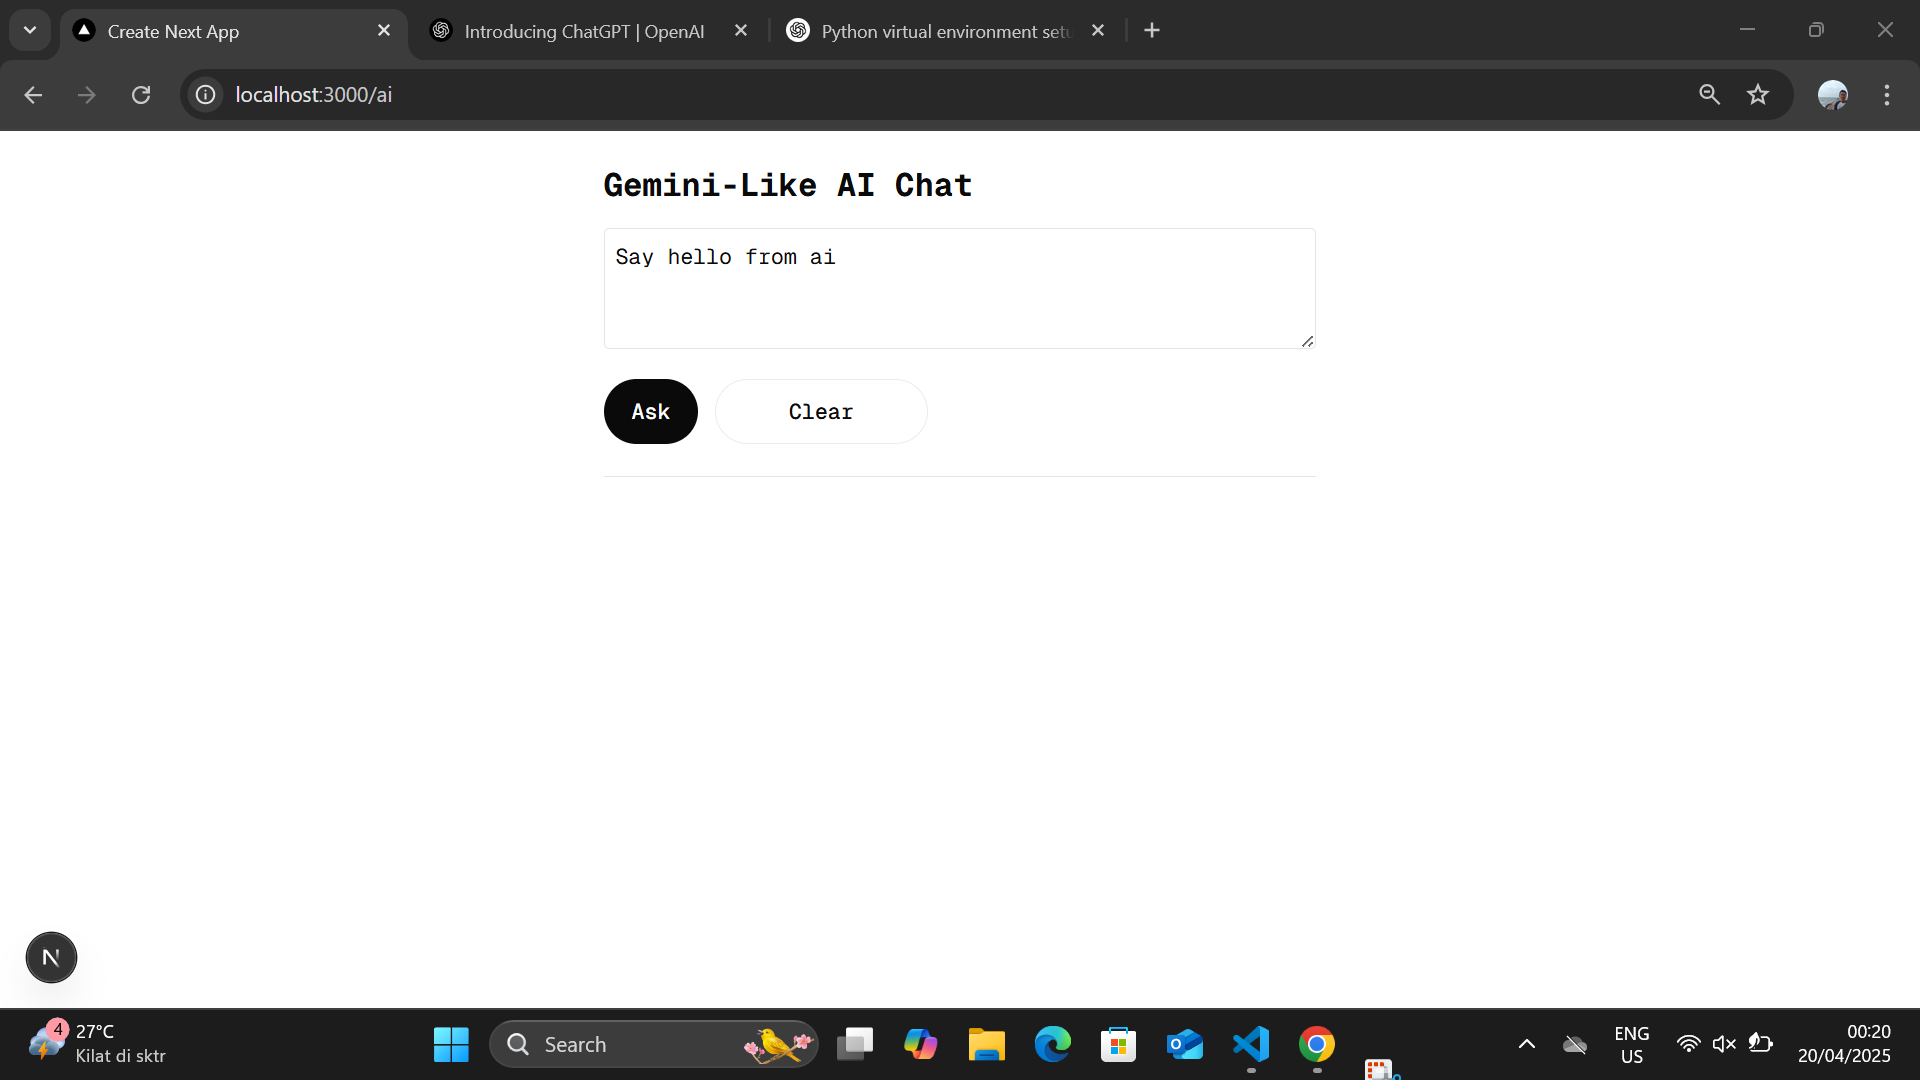 Create Next App
Introducing ChatGPT | OpenAI
Python virtual environment setu
localhost:3000/ai
Gemini-Like AI Chat
Say hello from ai
Ask
Clear
N
4
27°C
Kilat di sktr
Search
ENG
US
00:20
20/04/2025